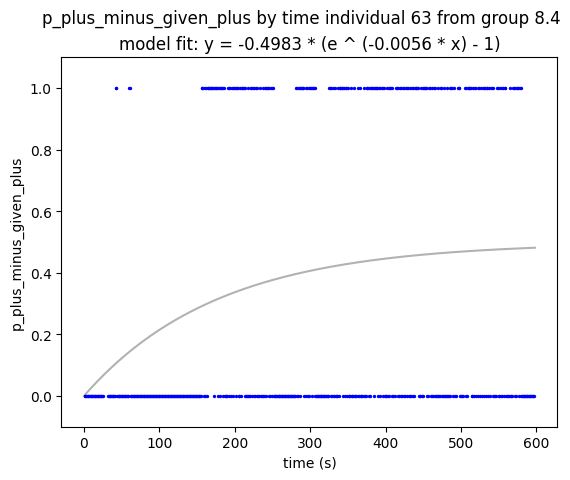 p_plus_minus_given_plus by time individual 63 from group 8.4
model fit: y = -0.4983 * (e ^ (-0.0056 * x) - 1)
1.0
0.8
0.6
0.4
0.2
0.0
p_plus_minus_given_plus
0 100 200 300 400 500 600
time (s)